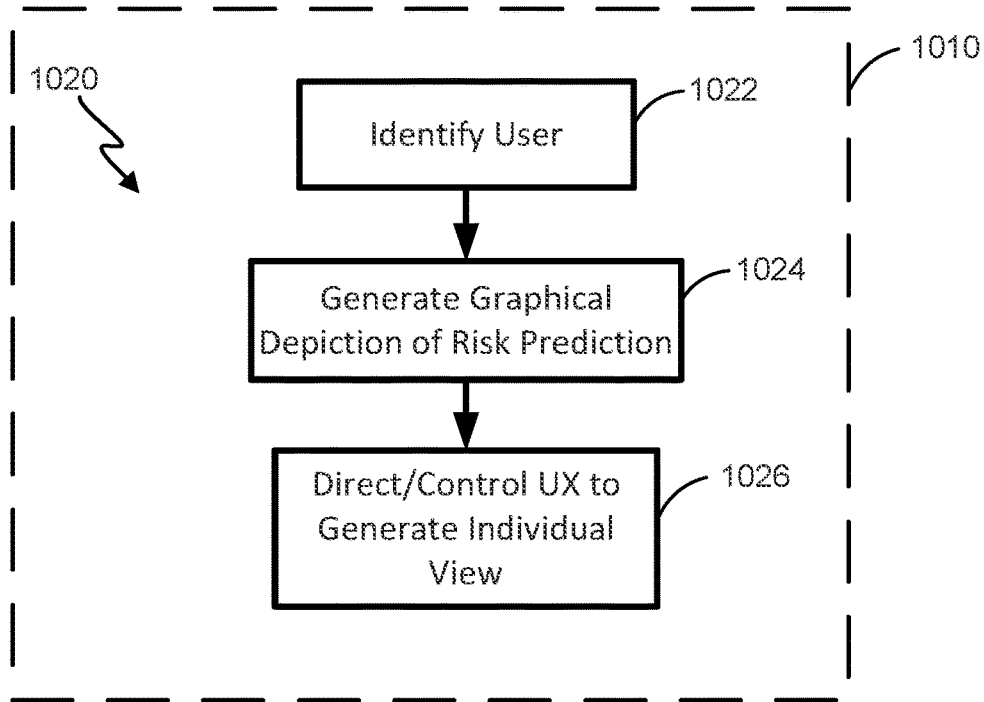 1010
1020
1022
Identify User
1024
Generate Graphical
Depiction of Risk Prediction
1026
Direct/Control UX to
Generate Individual
View